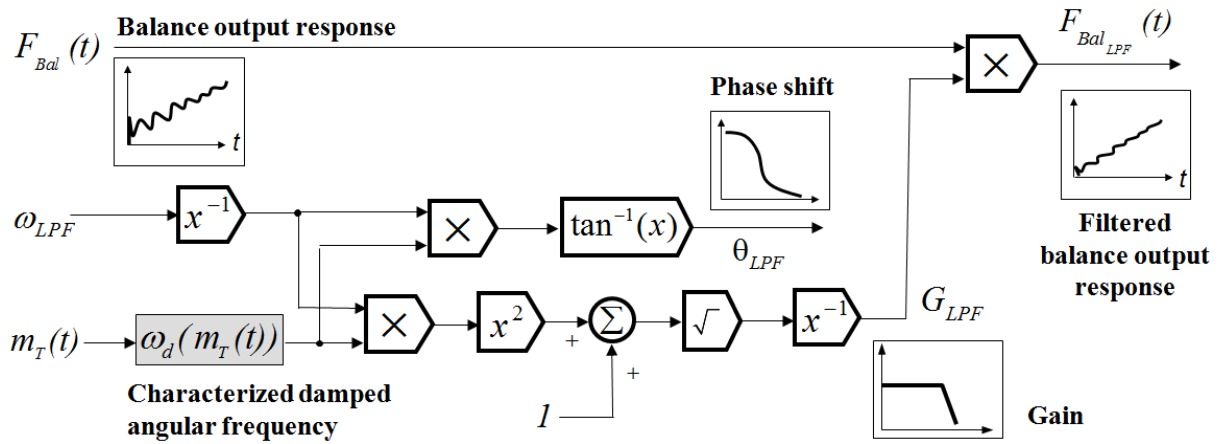 F_Bal (t)
Balance output response
t
ω_LPF
x⁻¹
×
tan⁻¹(x)
Phase shift
θ_LPF
×
F_Bal_LPF (t)
t
Filtered
balance output
response
m_T(t)
ω_d(m_T(t))
Characterized damped
angular frequency
×
x²
+
Σ
+
1
√
x⁻¹
G_LPF
Gain